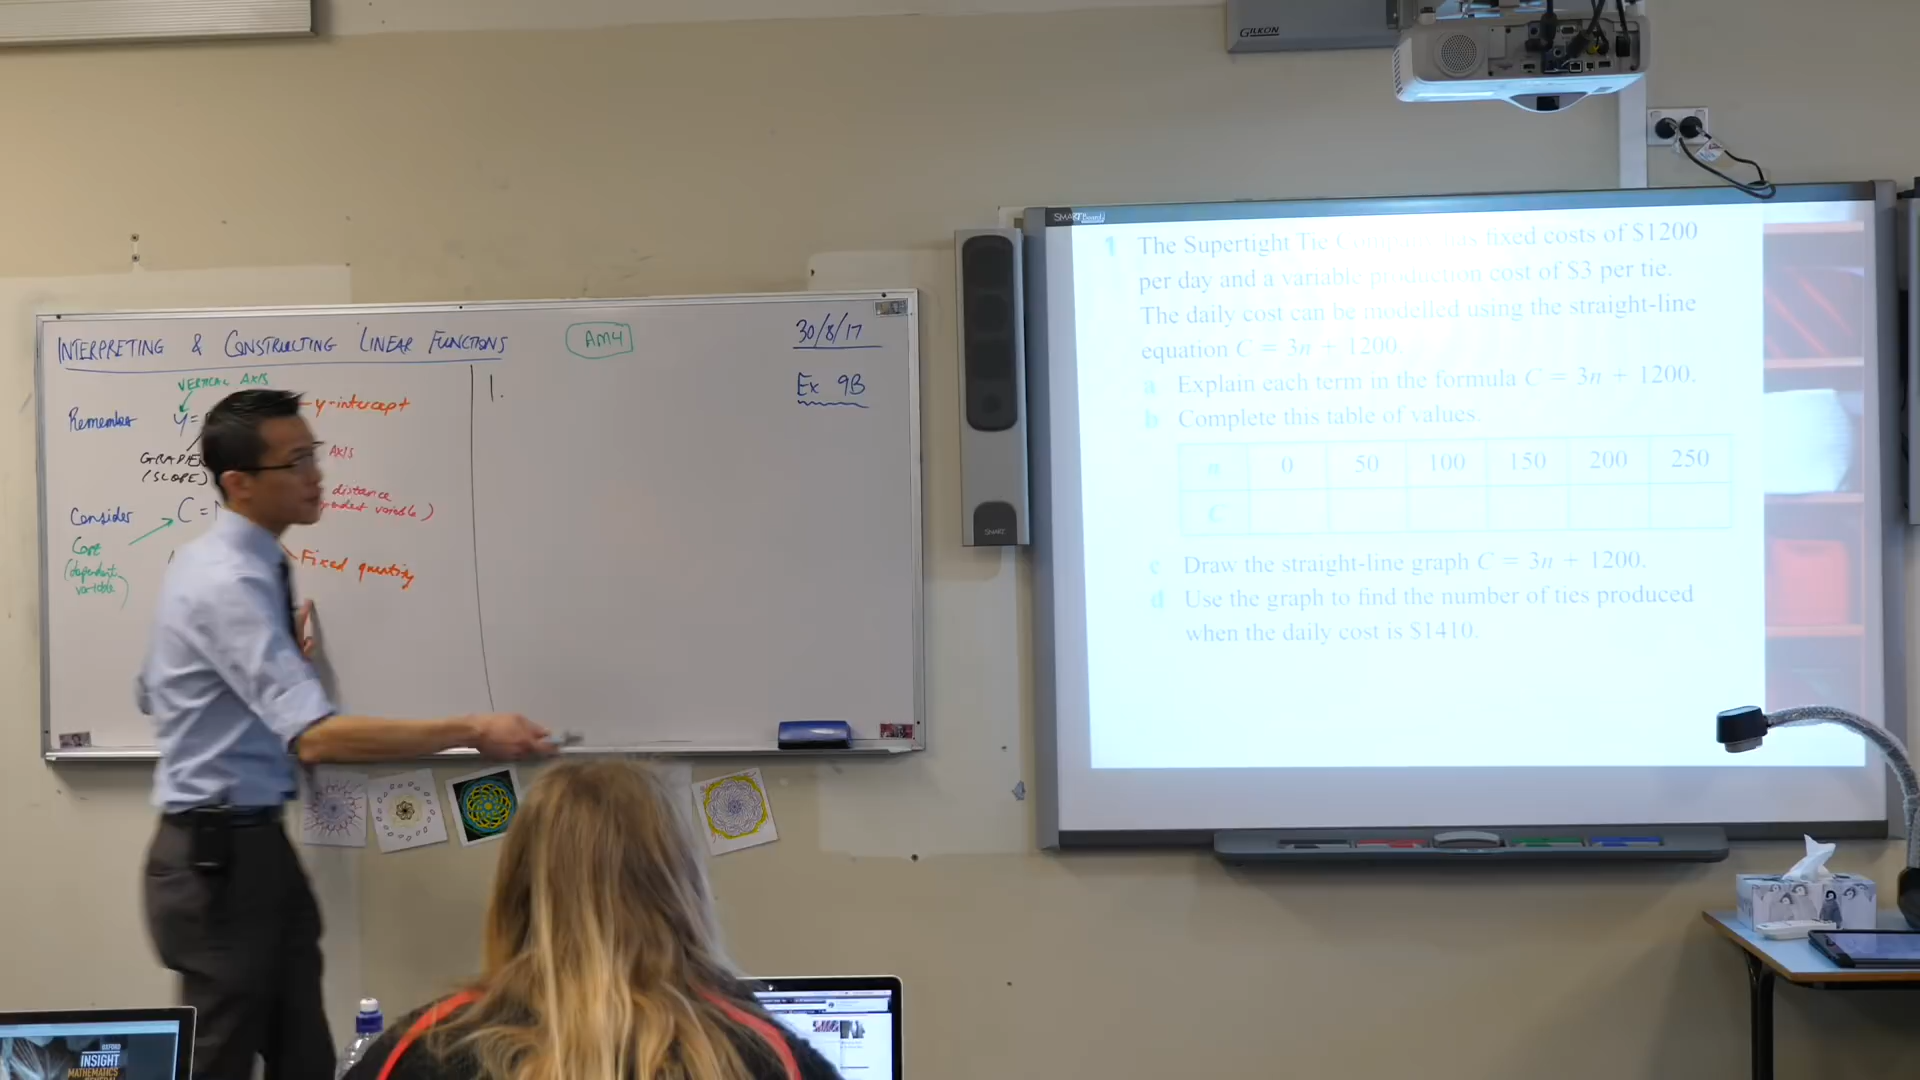 GILKON
SMART Board
INTERPRETING & CONSTRUCTING LINEAR FUNCTIONS
AM4
30/8/17
Ex 9B
VERTICAL AXIS
Remember
y =
y-intercept
AXIS
(SLOPE)
distance
variable)
Consider
C =
(dependent
variable)
Fixed quantity
1.
1 The Supertight Tie has fixed costs of $1200
per day and a variable production cost of $3 per tie.
The daily cost can be modelled using the straight-line
equation C = 3n + 1200.
a Explain each term in the formula C = 3n + 1200.
b Complete this table of values.
n 0 50 100 150 200 250
C
c Draw the straight-line graph C = 3n + 1200.
d Use the graph to find the number of ties produced
when the daily cost is $1410.
SMART
OXFORD
INSIGHT
MATHEMATICS